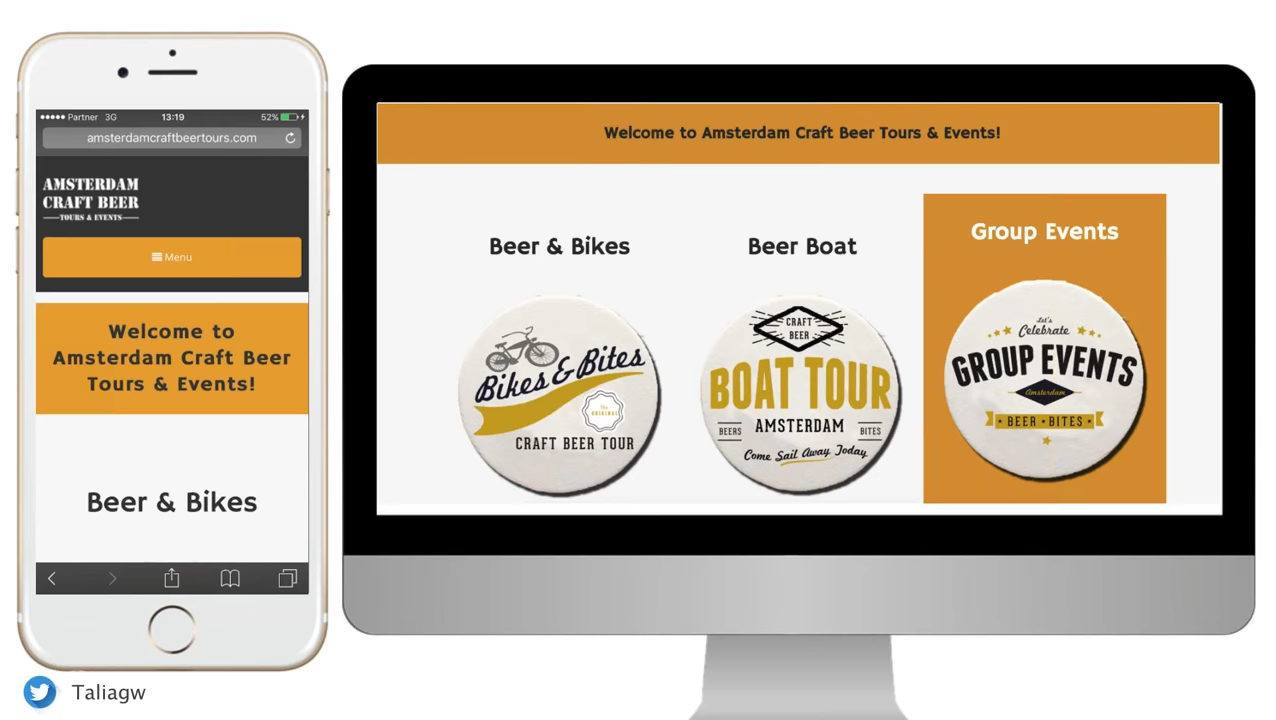 Partner 3G 13:19 52%
amsterdamcraftbeertours.com
AMSTERDAM
CRAFT BEER
TOURS & EVENTS
Menu
Welcome to
Amsterdam Craft Beer
Tours & Events!
Beer & Bikes
Taliagw
Welcome to Amsterdam Craft Beer Tours & Events!
Beer & Bikes
Bikes & Bites
The
ORIGINAL
CRAFT BEER TOUR
Beer Boat
CRAFT
BEER
BOAT TOUR
BEERS AMSTERDAM BITES
Come Sail Away Today
Group Events
Let's
Celebrate
GROUP EVENTS
Amsterdam
BEER • BITES